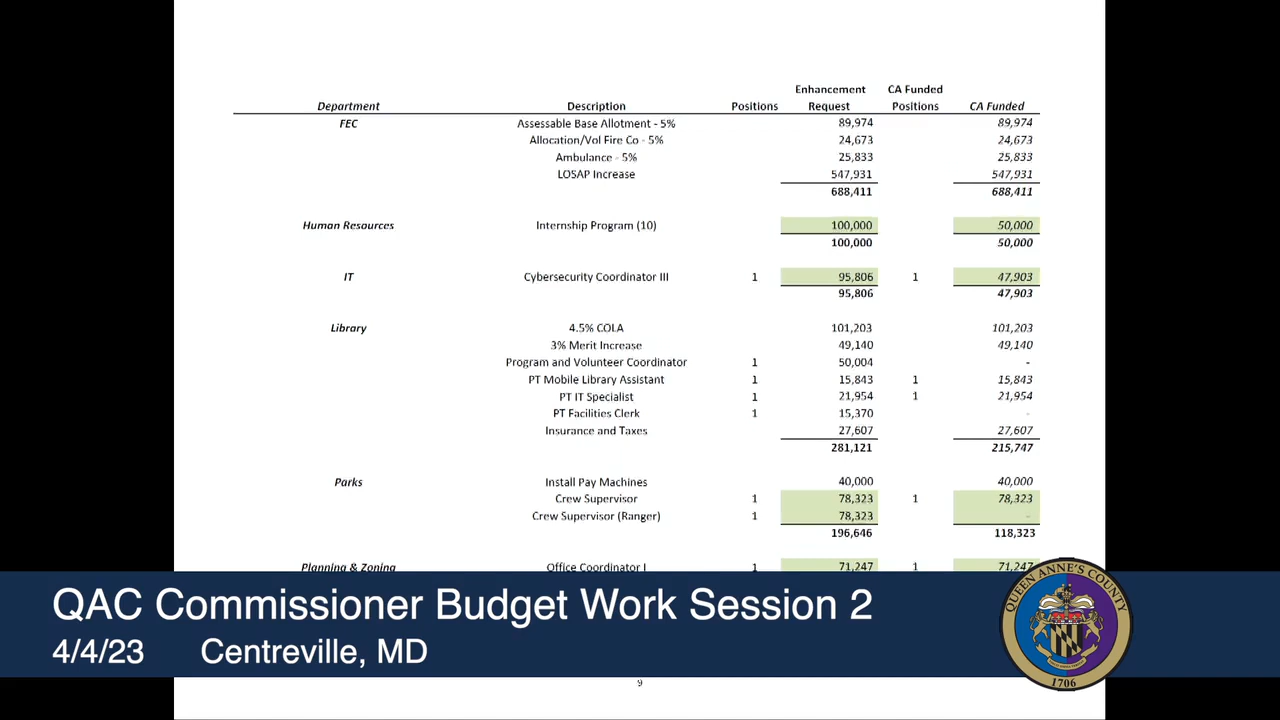 Enhancement CA Funded
Department Description Positions Request Positions CA Funded
FEC Assessable Base Allotment - 5% 89,974 89,974
Allocation/Vol Fire Co - 5% 24,673 24,673
Ambulance - 5% 25,833 25,833
LOSAP Increase 547,931 547,931
688,411 688,411
Human Resources Internship Program (10) 100,000 50,000
100,000 50,000
IT Cybersecurity Coordinator III 1 95,806 1 47,903
95,806 47,903
Library 4.5% COLA 101,203 101,203
3% Merit Increase 49,140 49,140
Program and Volunteer Coordinator 1 50,004 -
PT Mobile Library Assistant 1 15,843 1 15,843
PT IT Specialist 1 21,954 1 21,954
PT Facilities Clerk 1 15,370 -
Insurance and Taxes 27,607 27,607
281,121 215,747
Parks Install Pay Machines 40,000 40,000
Crew Supervisor 1 78,323 1 78,323
Crew Supervisor (Ranger) 1 78,323 -
196,646 118,323
Planning & Zoning Office Coordinator I 1 71,247 1 71,247
QAC Commissioner Budget Work Session 2
4/4/23 Centreville, MD
QUEEN ANNE'S COUNTY
1706
9